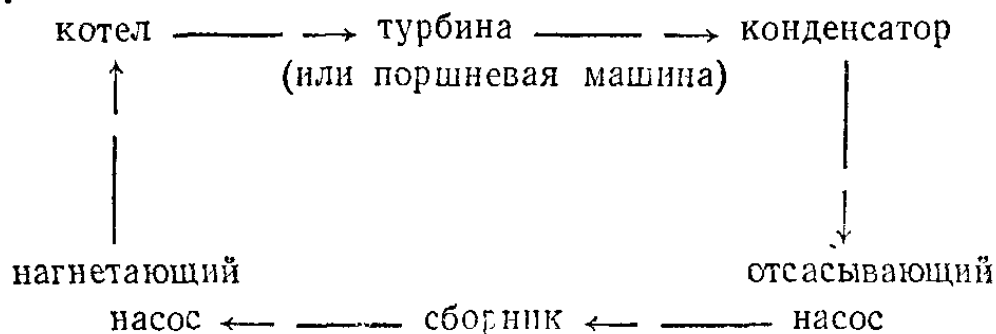 котел турбина конденсатор
(или поршневая машина)
нагнетающий отсасывающий
насос сборник насос